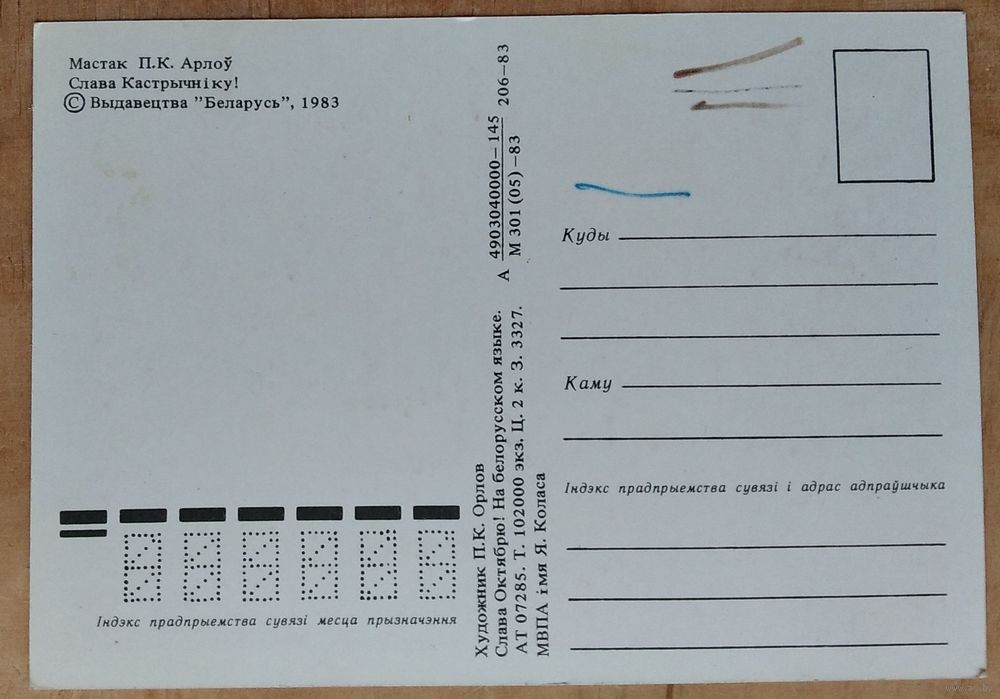 Мастак П.К. Арлоў
Слава Кастрычніку!
© Выдавецтва "Беларусь", 1983
Індэкс прадпрыемства сувязі месца прызначэння
Художник П.К. Орлов
Слава Октябрю! На белорусском языке.
АТ 07285. Т. 102000 экз. Ц. 2 к. З. 3327.
МВПА імя Я. Коласа
А 4903040000—145 206—83
М 301 (05)—83
Куды
Каму
Індэкс прадпрыемства сувязі і адрас адпраўшчыка